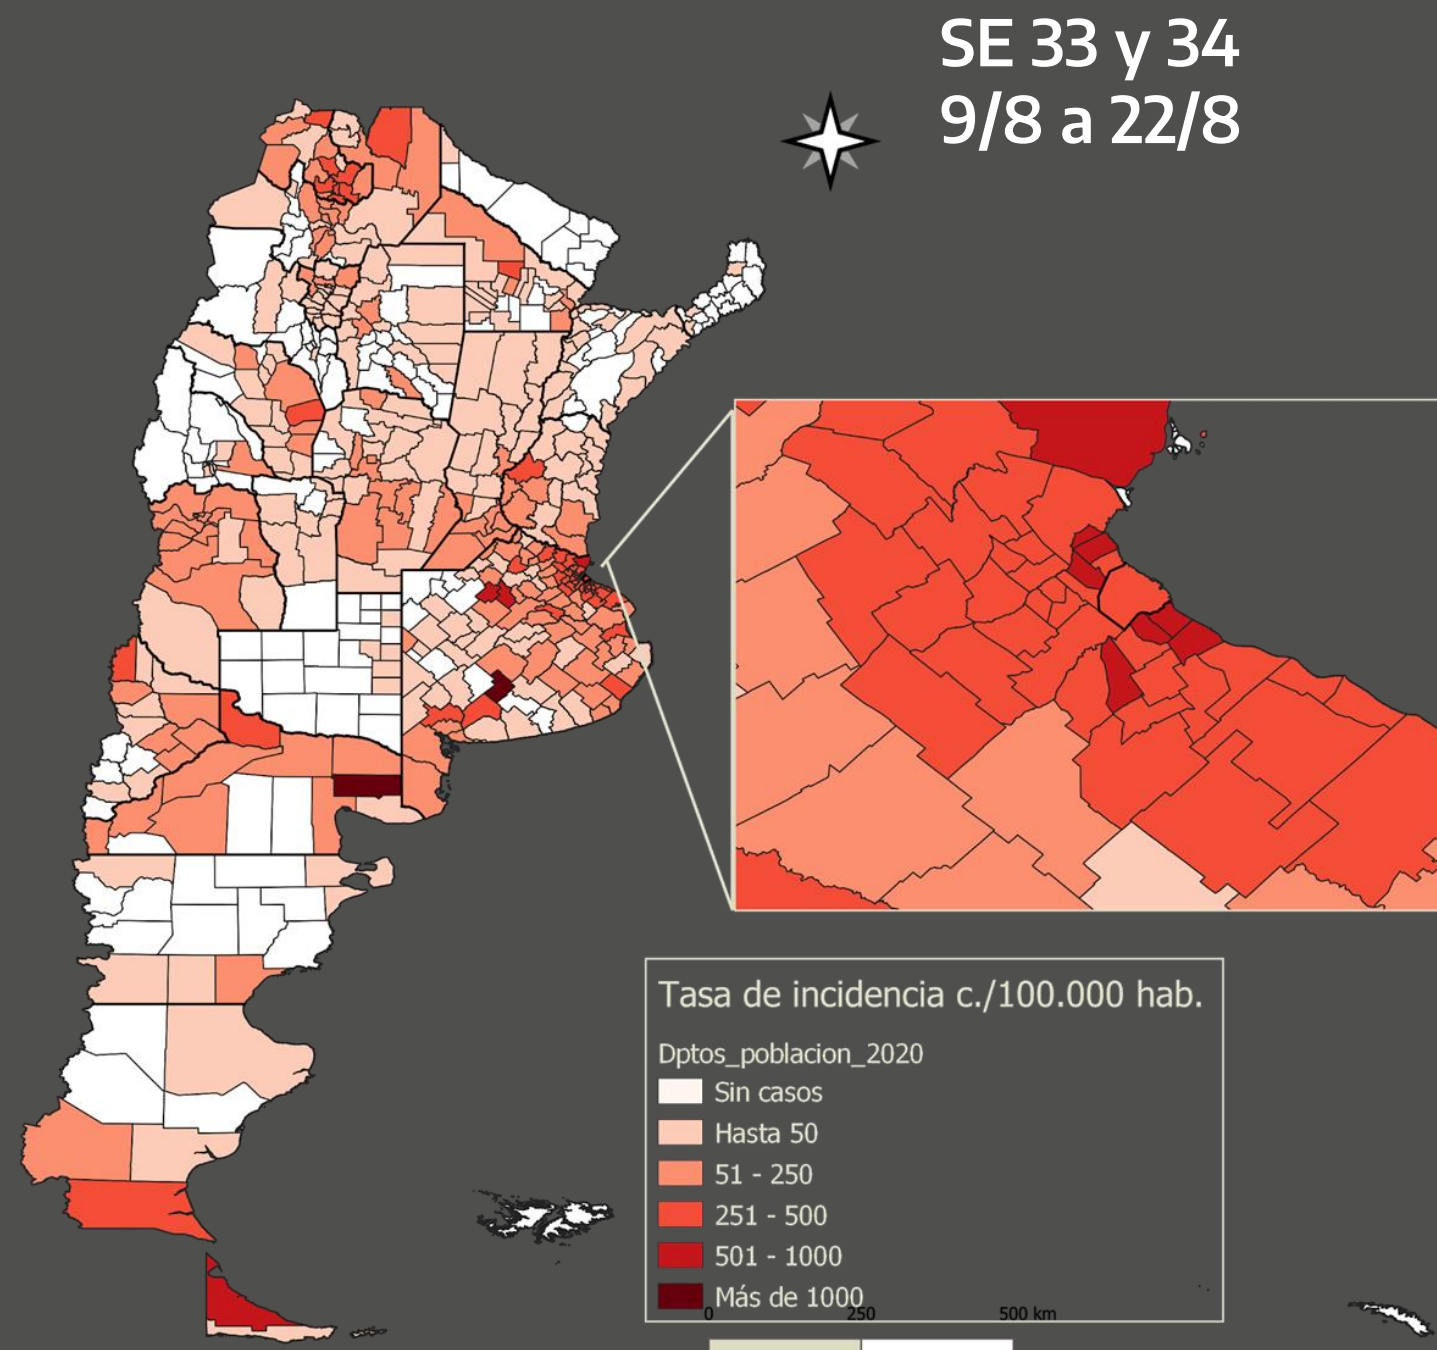 SE 33 y 34
9/8 a 22/8
Tasa de incidencia c./100.000 hab.
Dptos_poblacion_2020
Sin casos
Hasta 50
51 - 250
251 - 500
501 - 1000
Más de 1000
0 250 500 km